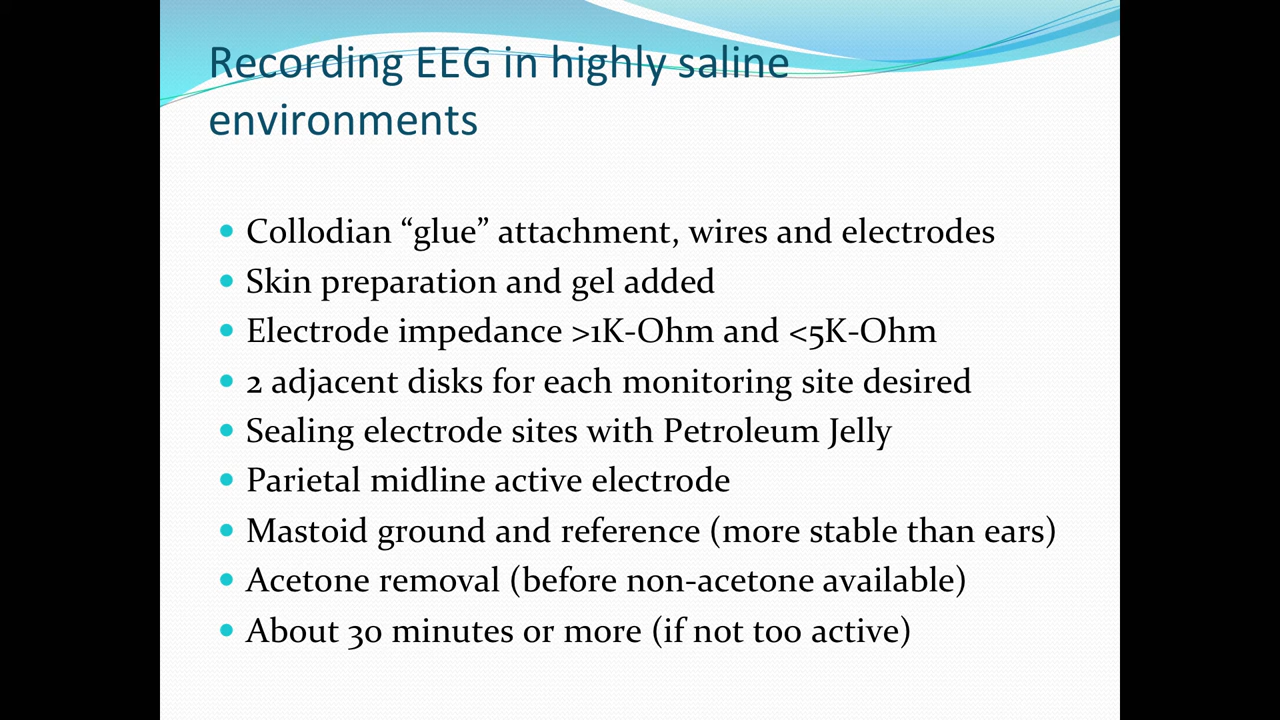 Recording EEG in highly saline
environments
• Collodian “glue” attachment, wires and electrodes
• Skin preparation and gel added
• Electrode impedance >1K-Ohm and <5K-Ohm
• 2 adjacent disks for each monitoring site desired
• Sealing electrode sites with Petroleum Jelly
• Parietal midline active electrode
• Mastoid ground and reference (more stable than ears)
• Acetone removal (before non-acetone available)
• About 30 minutes or more (if not too active)